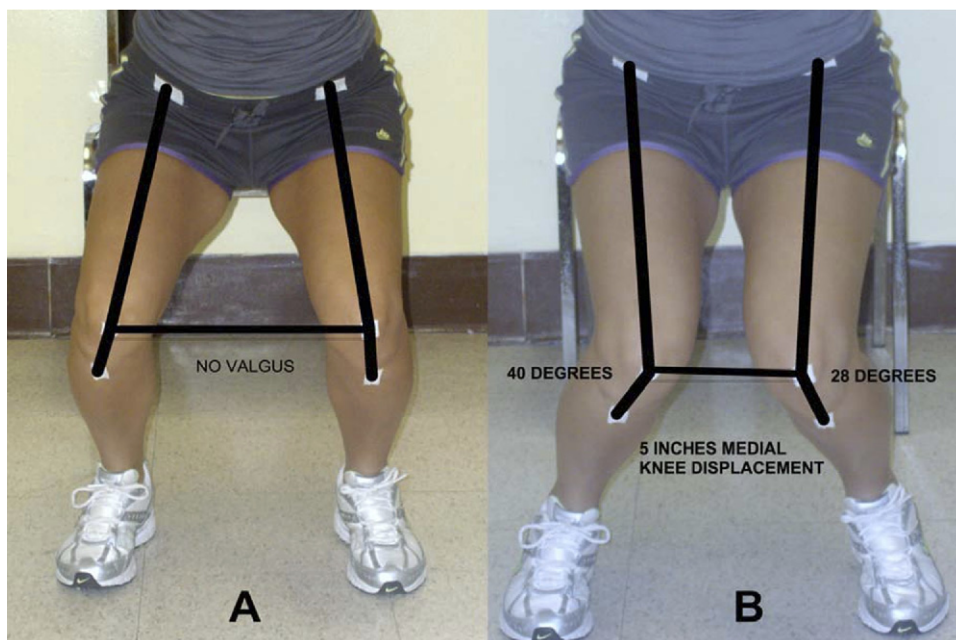 NO VALGUS
40 DEGREES
28 DEGREES
5 INCHES MEDIAL
KNEE DISPLACEMENT
A
B